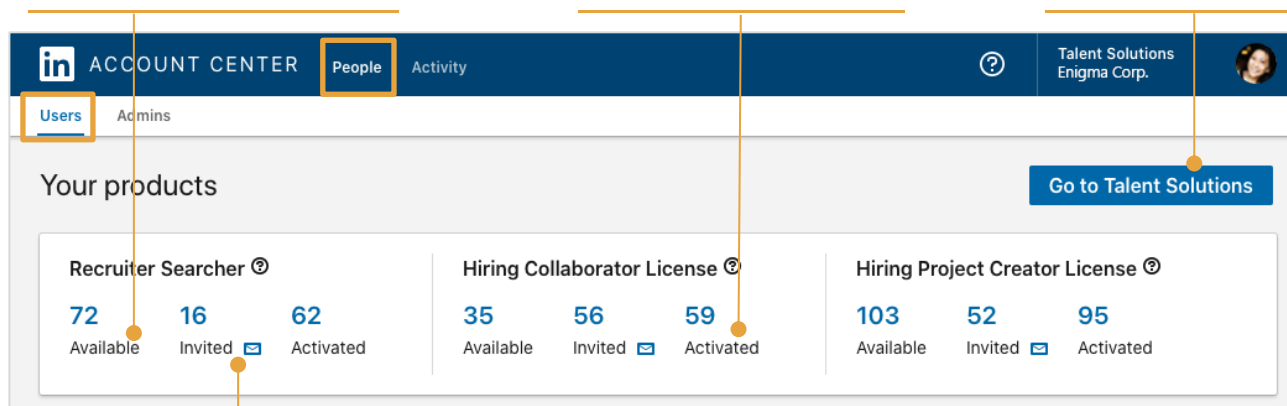 in ACCOUNT CENTER People Activity Talent Solutions
Enigma Corp.
Users Admins
Your products Go to Talent Solutions
Recruiter Searcher Hiring Collaborator License Hiring Project Creator License
72 16 62 35 56 59 103 52 95
Available Invited Activated Available Invited Activated Available Invited Activated